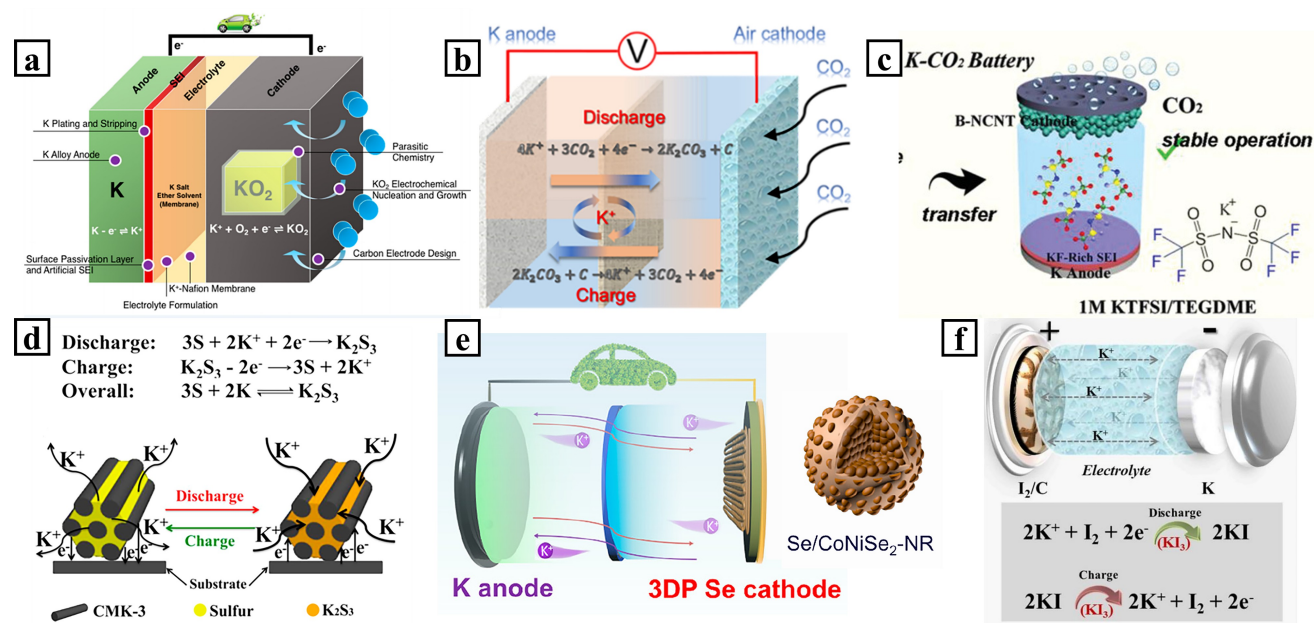 a
e-
e-
Anode
SEI
Electrolyte
Cathode
K Plating and Stripping
K Alloy Anode
K
K Salt
Ether Solvent
(Membrane)
KO₂
Parasitic
Chemistry
KO₂ Electrochemical
Nucleation and Growth
K - e⁻ ⇌ K⁺
K⁺ + O₂ + e⁻ ⇌ KO₂
Surface Passivation Layer
and Artificial SEI
Carbon Electrode Design
K⁺-Nafion Membrane
Electrolyte Formulation
b
K anode
V
Air cathode
CO₂
CO₂
CO₂
Discharge
4K⁺ + 3CO₂ + 4e⁻ → 2K₂CO₃ + C
K⁺
2K₂CO₃ + C → 4K⁺ + 3CO₂ + 4e⁻
Charge
c
K-CO₂ Battery
B-NCNT Cathode
CO₂
stable operation
e
transfer
KF-Rich SEI
K Anode
K⁺
F
F
F
O
O
S
N⁻
S
O
O
F
F
F
1M KTFSI/TEGDME
d
Discharge: 3S + 2K⁺ + 2e⁻ → K₂S₃
Charge: K₂S₃ - 2e⁻ → 3S + 2K⁺
Overall: 3S + 2K ⇌ K₂S₃
K⁺
K⁺
K⁺
K⁺
Discharge
Charge
K⁺
K⁺
K⁺
K⁺
e⁻
e⁻
e⁻
e⁻
e⁻
Substrate
CMK-3
Sulfur
K₂S₃
e
K⁺
K⁺
K⁺
K⁺
Se/CoNiSe₂-NR
K anode
3DP Se cathode
f
+
-
K⁺
K⁺
K⁺
K⁺
K⁺
Electrolyte
I₂/C
K
Discharge
2K⁺ + I₂ + 2e⁻ (KI₃) 2KI
Charge
2KI (KI₃) 2K⁺ + I₂ + 2e⁻